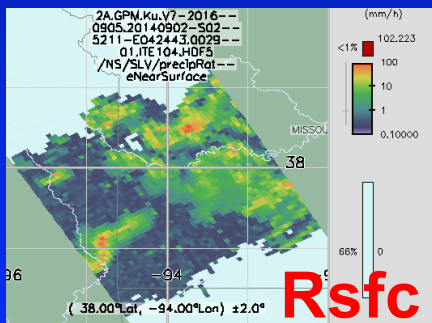 2A.GPM.Ku.V7-2016--
0905.20140902-S02--
5211-E042443.0029--
01.ITE104.HDF5
/NS/SLV/precipRat--
eNearSurface
(mm/h)
<1% 102.223
100
10
1
0.10000
MISSOU
38
66% 0
96
-94
-9
( 38.00°Lat, -94.00°Lon) ±2.0°
Rsfc